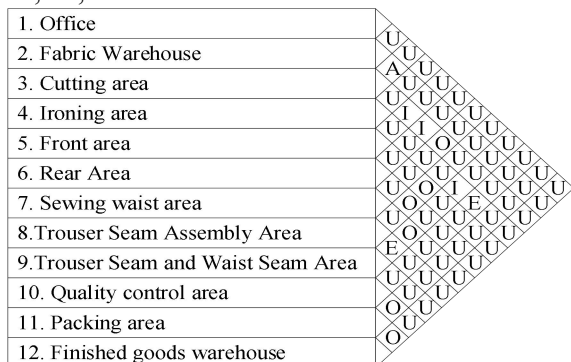 1. Office
U
2. Fabric Warehouse
U
A U
3. Cutting area
U U
U U U
4. Ironing area
I U U
U I U U
5. Front area
U O U U
U U U U U
6. Rear Area
U U U U U
U O I U U U
7. Sewing waist area
O U E U U
U U U U U
8.Trouser Seam Assembly Area
O U U U
E U U U
9.Trouser Seam and Waist Seam Area
U U U
U U U
10. Quality control area
U U
O U
11. Packing area
U
O
12. Finished goods warehouse